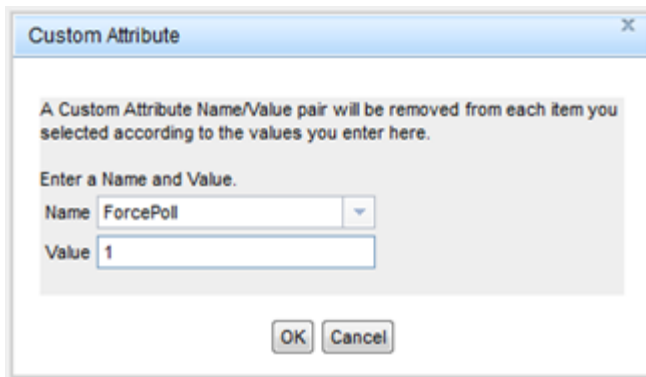 Custom Attribute
A Custom Attribute Name/Value pair will be removed from each item you
selected according to the values you enter here.
Enter a Name and Value.
Name ForcePoll
Value 1
OK Cancel